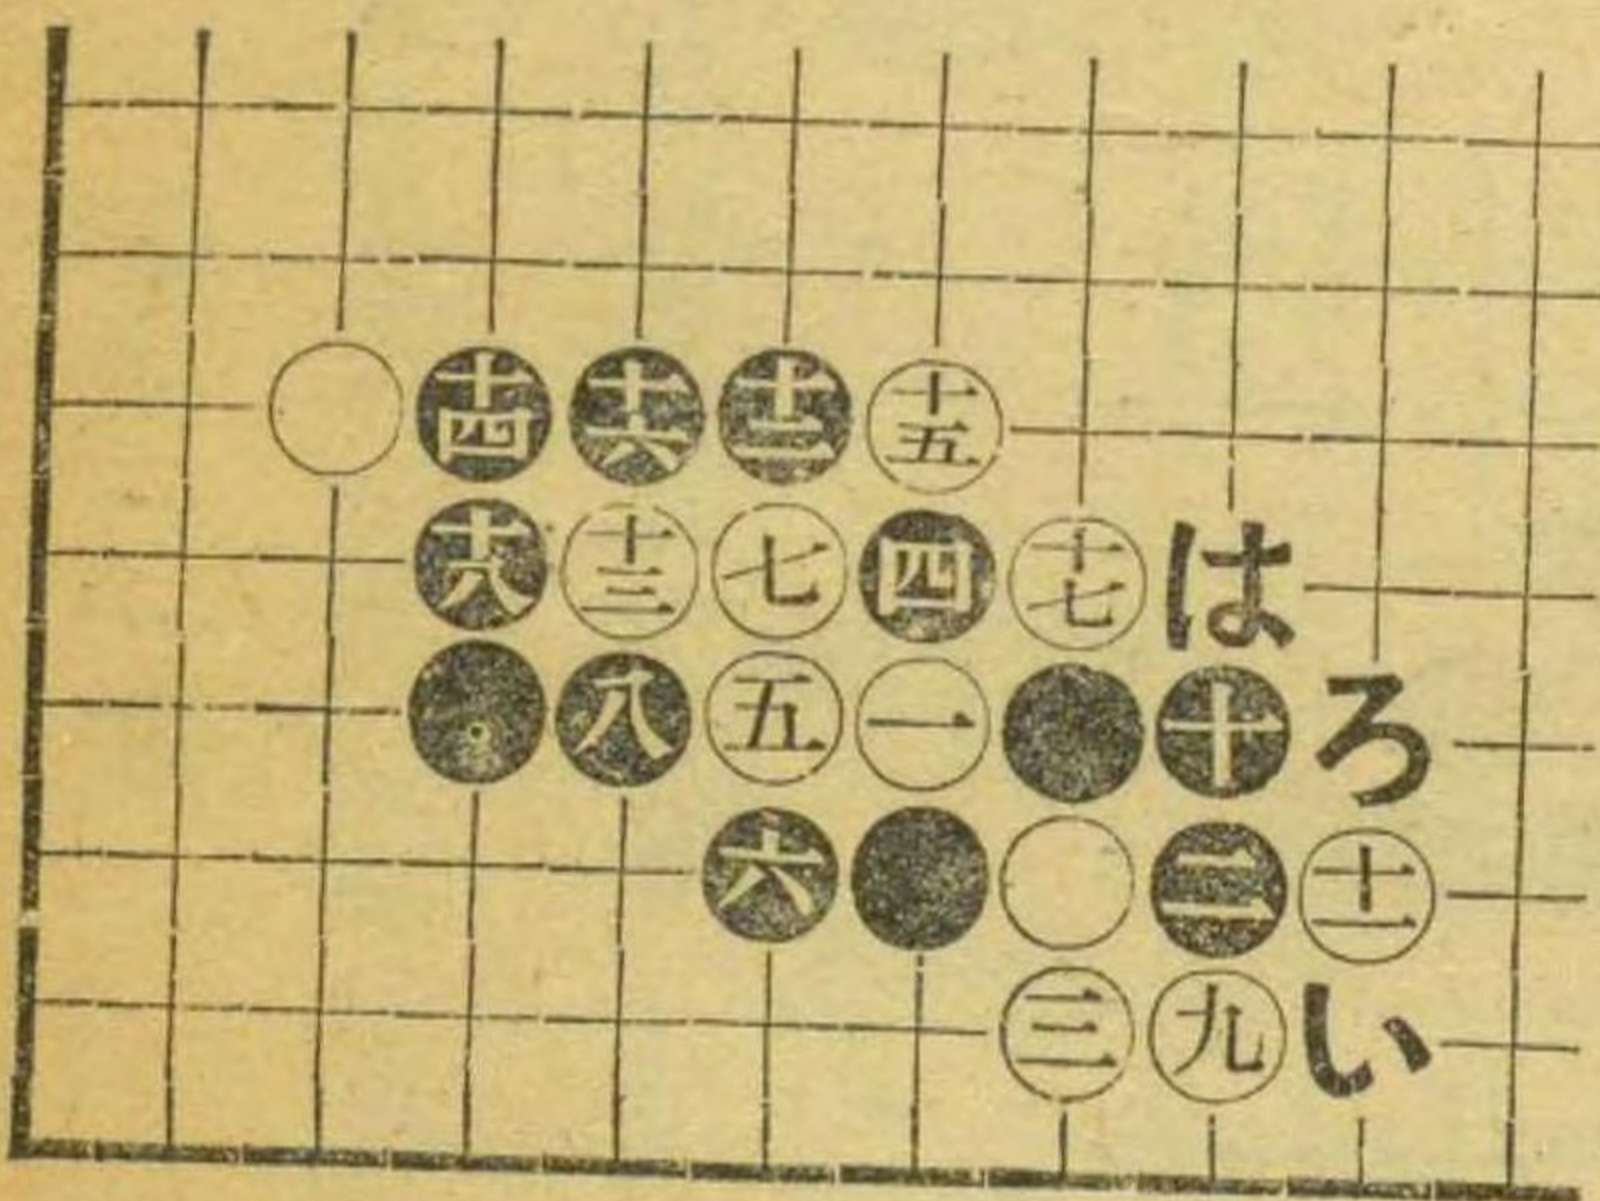 十四 十六 十二 十五
十八 十三 七 四 十七 は
八 五 一 十 ろ
六 二 十一
三 九 い